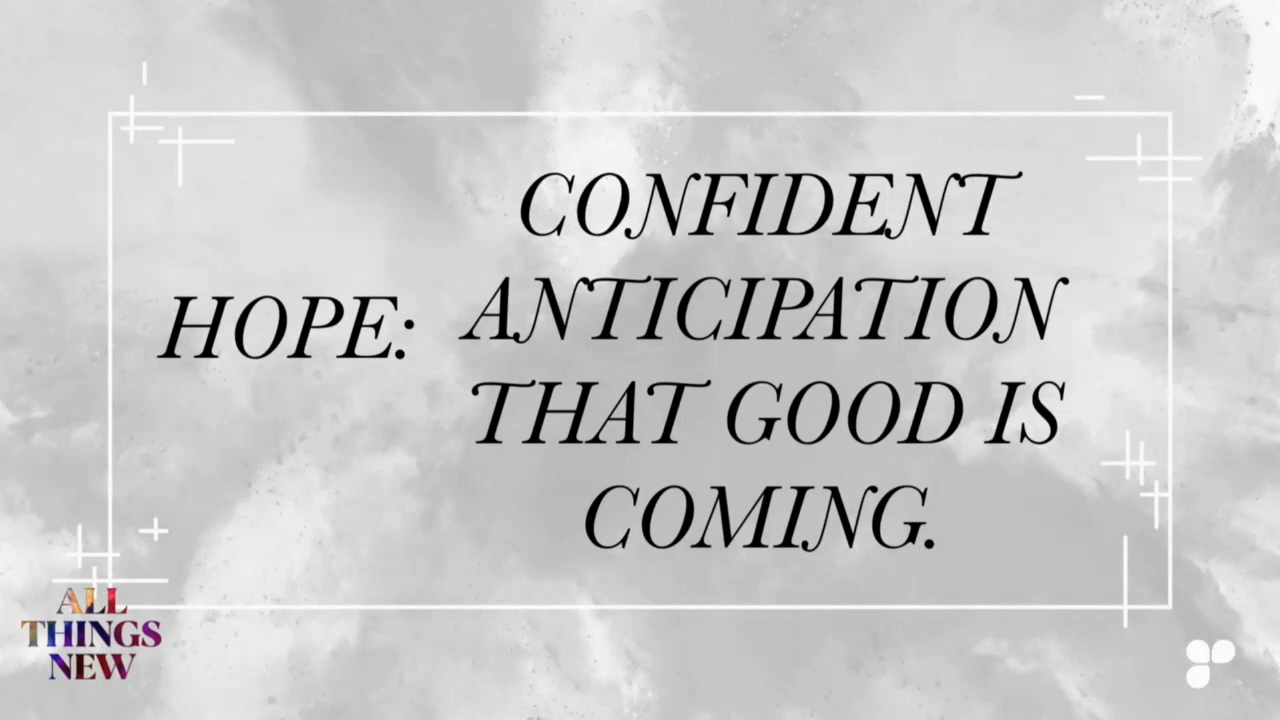 HOPE:
CONFIDENT
ANTICIPATION
THAT GOOD IS
COMING.
ALL
THINGS
NEW